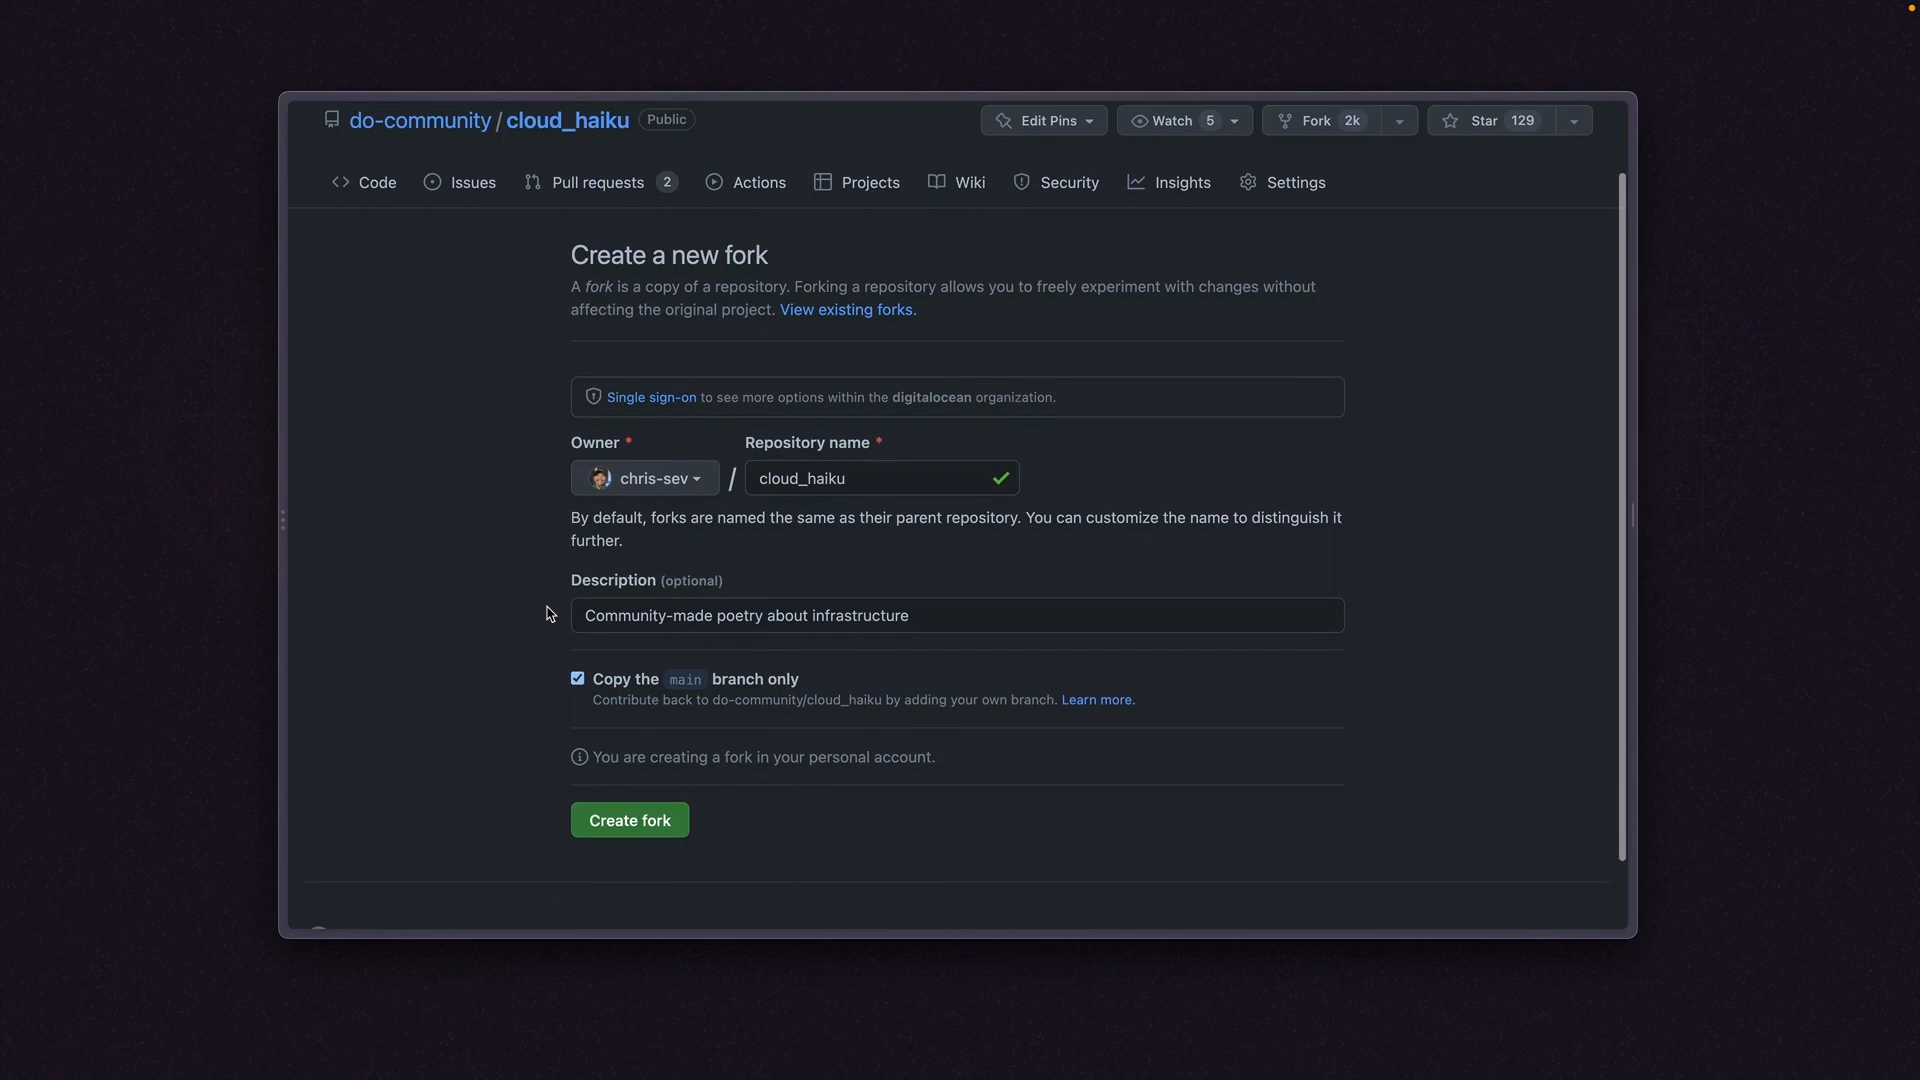 do-community / cloud_haiku Public Edit Pins Watch 5 Fork 2k Star 129
Code Issues Pull requests 2 Actions Projects Wiki Security Insights Settings
Create a new fork
A fork is a copy of a repository. Forking a repository allows you to freely experiment with changes without
affecting the original project. View existing forks.
Single sign-on to see more options within the digitalocean organization.
Owner * Repository name *
chris-sev / cloud_haiku
By default, forks are named the same as their parent repository. You can customize the name to distinguish it
further.
Description (optional)
Community-made poetry about infrastructure
Copy the main branch only
Contribute back to do-community/cloud_haiku by adding your own branch. Learn more.
You are creating a fork in your personal account.
Create fork